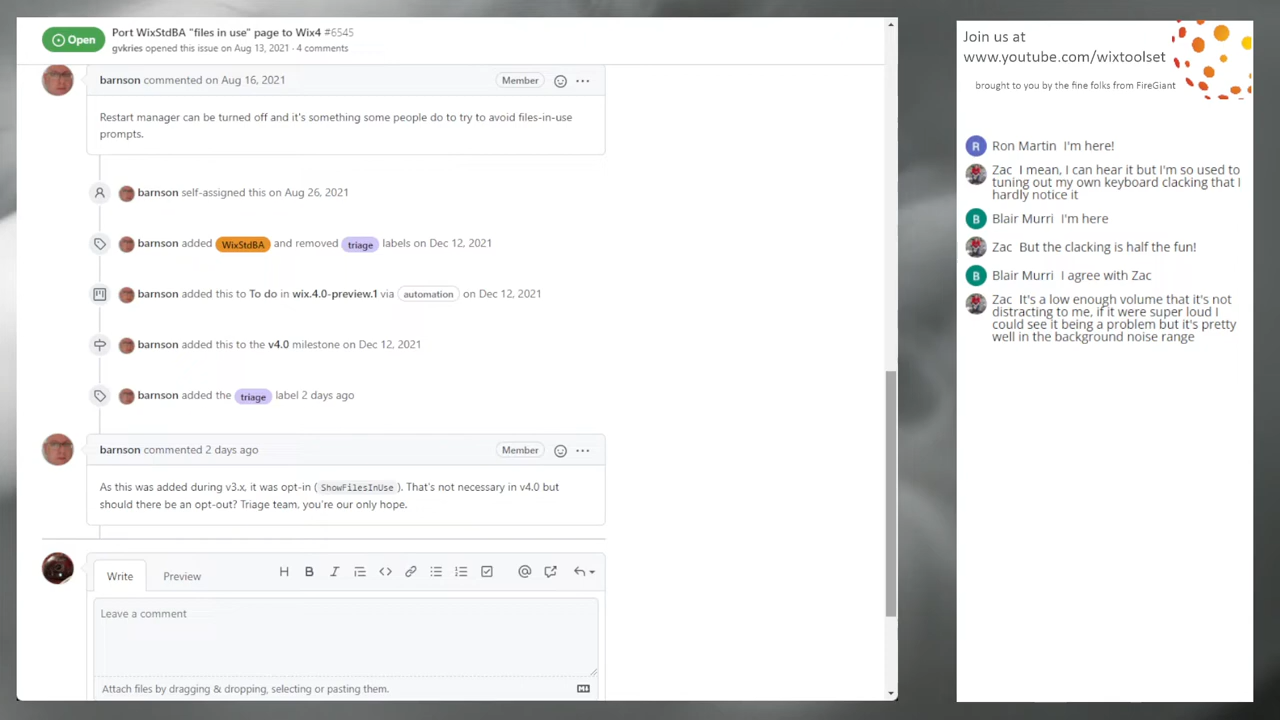 Open
Port WixStdBA "files in use" page to Wix4 #6545
gvkries opened this issue on Aug 13, 2021 · 4 comments
barnson commented on Aug 16, 2021
Member
Restart manager can be turned off and it's something some people do to try to avoid files-in-use
prompts.
barnson self-assigned this on Aug 26, 2021
barnson added WixStdBA and removed triage labels on Dec 12, 2021
barnson added this to To do in wix.4.0-preview.1 via automation on Dec 12, 2021
barnson added this to the v4.0 milestone on Dec 12, 2021
barnson added the triage label 2 days ago
barnson commented 2 days ago
Member
As this was added during v3.x, it was opt-in ( ShowFilesInUse ). That's not necessary in v4.0 but
should there be an opt-out? Triage team, you're our only hope.
Write
Preview
Leave a comment
Attach files by dragging & dropping, selecting or pasting them.
Join us at
www.youtube.com/wixtoolset
brought to you by the fine folks from FireGiant
R Ron Martin I'm here!
Zac I mean, I can hear it but I'm so used to
tuning out my own keyboard clacking that I
hardly notice it
B Blair Murri I'm here
Zac But the clacking is half the fun!
B Blair Murri I agree with Zac
Zac It's a low enough volume that it's not
distracting to me, if it were super loud I
could see it being a problem but it's pretty
well in the background noise range